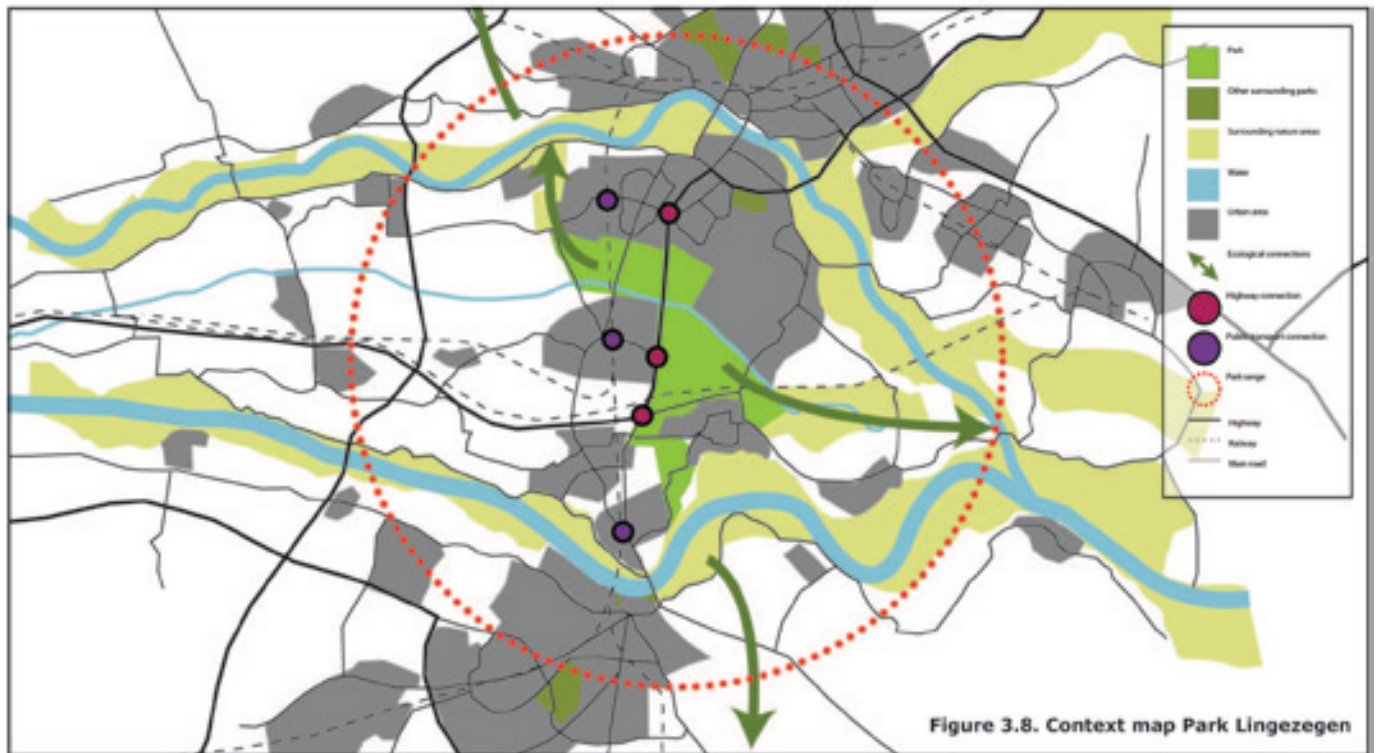 Park
Other surrounding parks
Surrounding nature areas
Water
Urban area
Ecological connections
Highway connection
Public transport connection
Park range
Highway
Railway
Main road
Figure 3.8. Context map Park Lingezegen